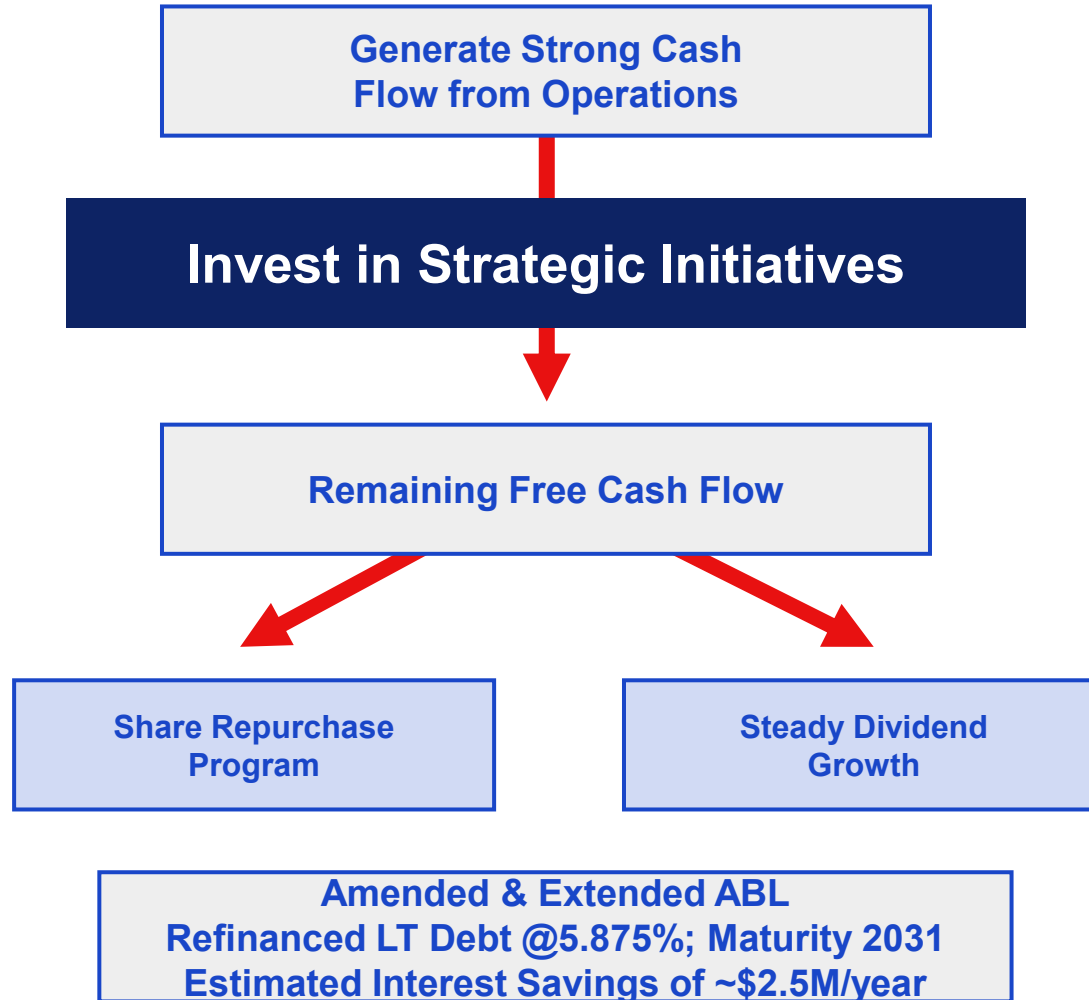 Generate Strong Cash
Flow from Operations
Invest in Strategic Initiatives
Remaining Free Cash Flow
Share Repurchase
Program
Steady Dividend
Growth
Amended & Extended ABL
Refinanced LT Debt @5.875%; Maturity 2031
Estimated Interest Savings of ~$2.5M/year